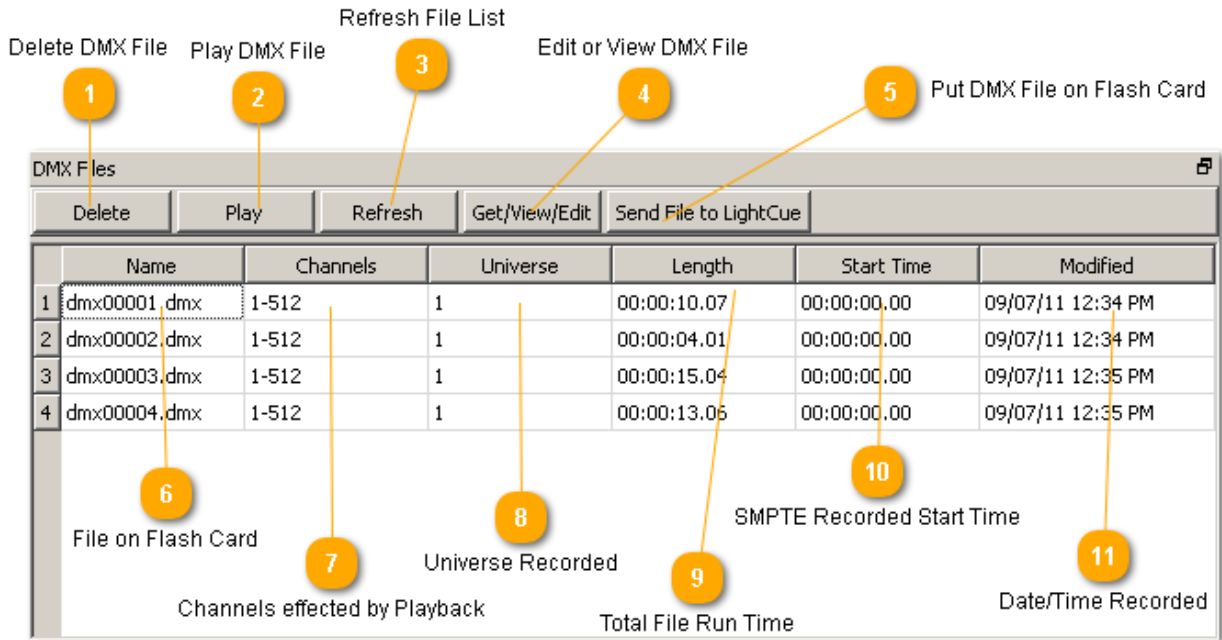 Refresh File List
Delete DMX File Play DMX File Edit or View DMX File
1 2 3 4 5 Put DMX File on Flash Card
DMX Files
Delete Play Refresh Get/View/Edit Send File to LightCue
Name Channels Universe Length Start Time Modified
1 dmx00001.dmx 1-512 1 00:00:10.07 00:00:00.00 09/07/11 12:34 PM
2 dmx00002.dmx 1-512 1 00:00:04.01 00:00:00.00 09/07/11 12:34 PM
3 dmx00003.dmx 1-512 1 00:00:15.04 00:00:00.00 09/07/11 12:35 PM
4 dmx00004.dmx 1-512 1 00:00:13.06 00:00:00.00 09/07/11 12:35 PM
6
File on Flash Card
7
Channels effected by Playback
8
Universe Recorded
9
Total File Run Time
10
SMPTE Recorded Start Time
11
Date/Time Recorded